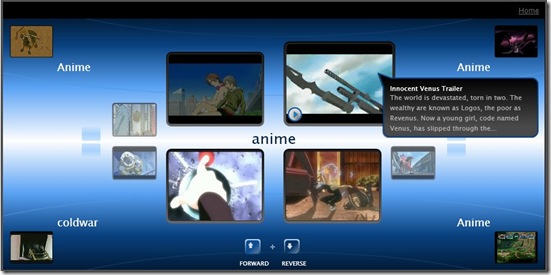 Home
Anime
Anime
Innocent Venus Trailer
The world is devastated, torn in two. The
wealthy are known as Logos, the poor as
Revenus. Now a young girl, code named
Venus, has slipped through the...
anime
coldwar
Anime
FORWARD
REVERSE